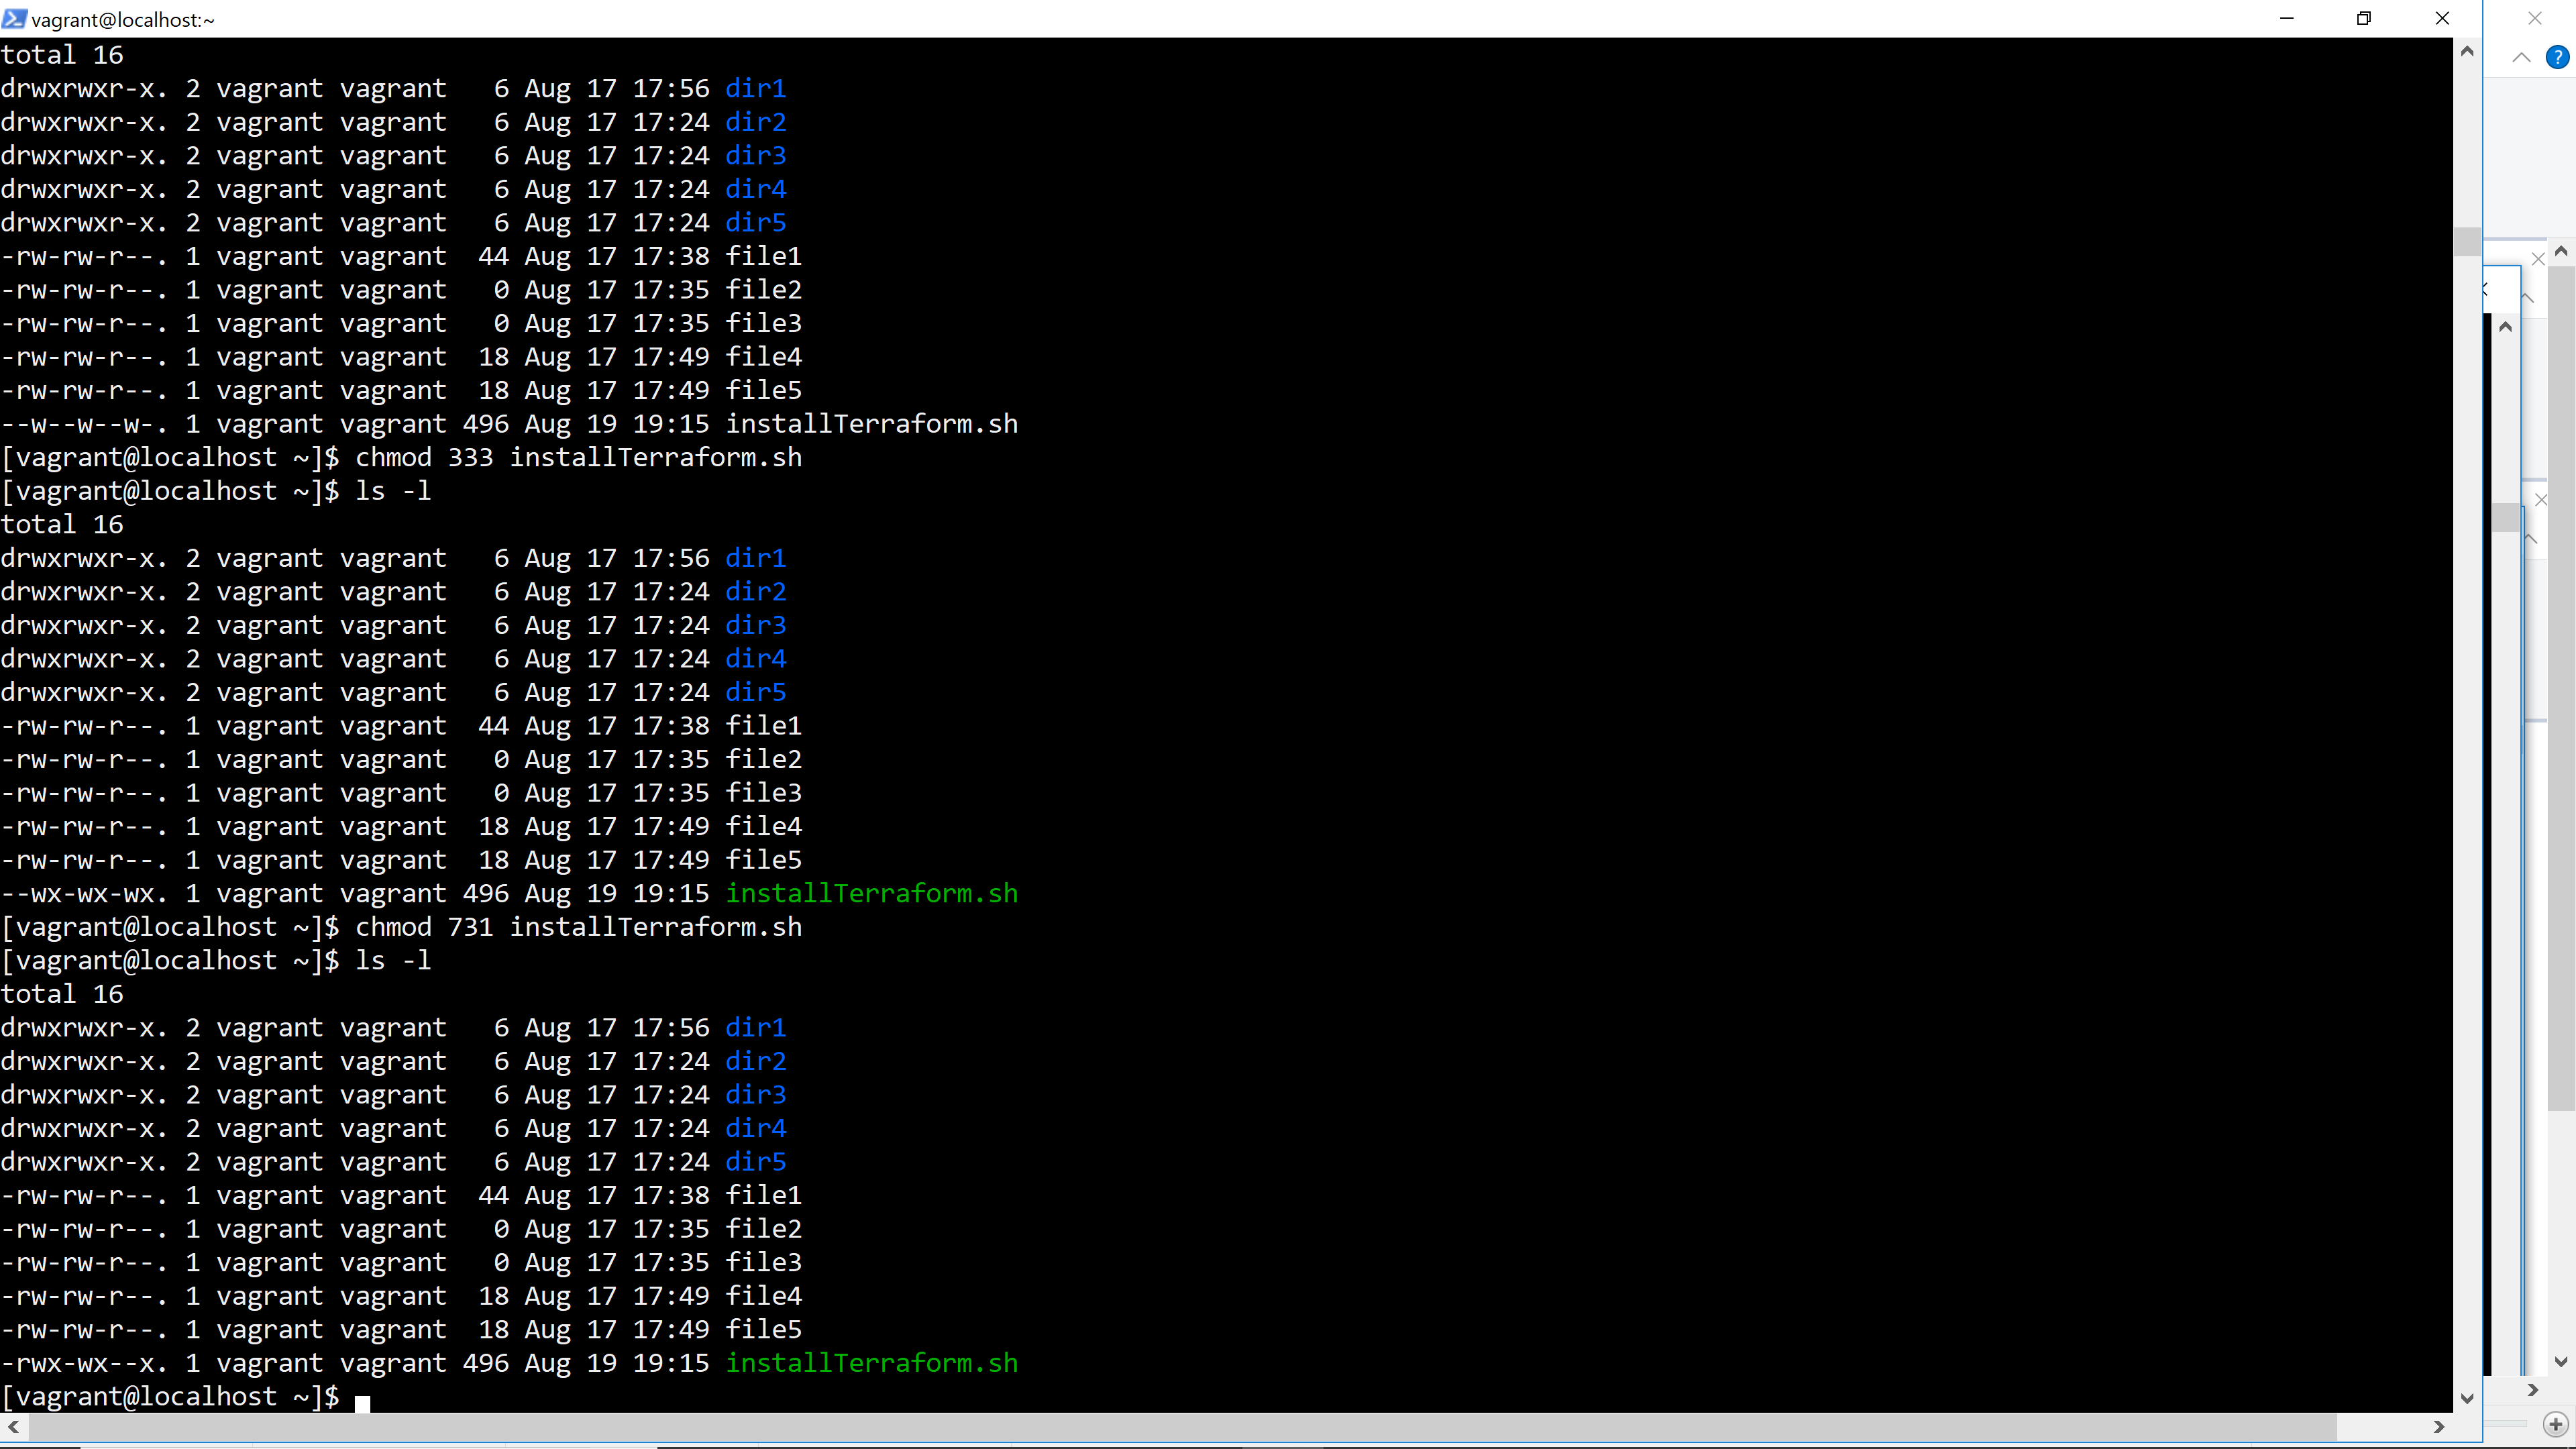 vagrant@localhost:~
total 16
drwxrwxr-x. 2 vagrant vagrant   6 Aug 17 17:56 dir1
drwxrwxr-x. 2 vagrant vagrant   6 Aug 17 17:24 dir2
drwxrwxr-x. 2 vagrant vagrant   6 Aug 17 17:24 dir3
drwxrwxr-x. 2 vagrant vagrant   6 Aug 17 17:24 dir4
drwxrwxr-x. 2 vagrant vagrant   6 Aug 17 17:24 dir5
-rw-rw-r--. 1 vagrant vagrant  44 Aug 17 17:38 file1
-rw-rw-r--. 1 vagrant vagrant   0 Aug 17 17:35 file2
-rw-rw-r--. 1 vagrant vagrant   0 Aug 17 17:35 file3
-rw-rw-r--. 1 vagrant vagrant  18 Aug 17 17:49 file4
-rw-rw-r--. 1 vagrant vagrant  18 Aug 17 17:49 file5
--w--w--w-. 1 vagrant vagrant 496 Aug 19 19:15 installTerraform.sh
[vagrant@localhost ~]$ chmod 333 installTerraform.sh
[vagrant@localhost ~]$ ls -l
total 16
drwxrwxr-x. 2 vagrant vagrant   6 Aug 17 17:56 dir1
drwxrwxr-x. 2 vagrant vagrant   6 Aug 17 17:24 dir2
drwxrwxr-x. 2 vagrant vagrant   6 Aug 17 17:24 dir3
drwxrwxr-x. 2 vagrant vagrant   6 Aug 17 17:24 dir4
drwxrwxr-x. 2 vagrant vagrant   6 Aug 17 17:24 dir5
-rw-rw-r--. 1 vagrant vagrant  44 Aug 17 17:38 file1
-rw-rw-r--. 1 vagrant vagrant   0 Aug 17 17:35 file2
-rw-rw-r--. 1 vagrant vagrant   0 Aug 17 17:35 file3
-rw-rw-r--. 1 vagrant vagrant  18 Aug 17 17:49 file4
-rw-rw-r--. 1 vagrant vagrant  18 Aug 17 17:49 file5
--wx-wx-wx. 1 vagrant vagrant 496 Aug 19 19:15 installTerraform.sh
[vagrant@localhost ~]$ chmod 731 installTerraform.sh
[vagrant@localhost ~]$ ls -l
total 16
drwxrwxr-x. 2 vagrant vagrant   6 Aug 17 17:56 dir1
drwxrwxr-x. 2 vagrant vagrant   6 Aug 17 17:24 dir2
drwxrwxr-x. 2 vagrant vagrant   6 Aug 17 17:24 dir3
drwxrwxr-x. 2 vagrant vagrant   6 Aug 17 17:24 dir4
drwxrwxr-x. 2 vagrant vagrant   6 Aug 17 17:24 dir5
-rw-rw-r--. 1 vagrant vagrant  44 Aug 17 17:38 file1
-rw-rw-r--. 1 vagrant vagrant   0 Aug 17 17:35 file2
-rw-rw-r--. 1 vagrant vagrant   0 Aug 17 17:35 file3
-rw-rw-r--. 1 vagrant vagrant  18 Aug 17 17:49 file4
-rw-rw-r--. 1 vagrant vagrant  18 Aug 17 17:49 file5
-rwx-wx--x. 1 vagrant vagrant 496 Aug 19 19:15 installTerraform.sh
[vagrant@localhost ~]$